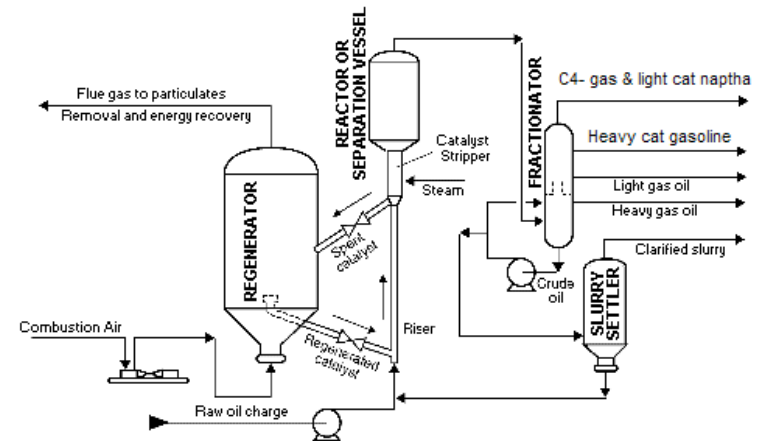 REACTOR OR
SEPARATION VESSEL
C4- gas & light cat naptha
FRACTIONATOR
Flue gas to particulates
Removal and energy recovery
Heavy cat gasoline
Catalyst
Stripper
Light gas oil
Steam
Heavy gas oil
REGENERATOR
Spent
catalyst
Clarified slurry
Crude
oil
SLURRY
SETTLER
Combustion Air
Riser
Regenerated
catalyst
Raw oil charge